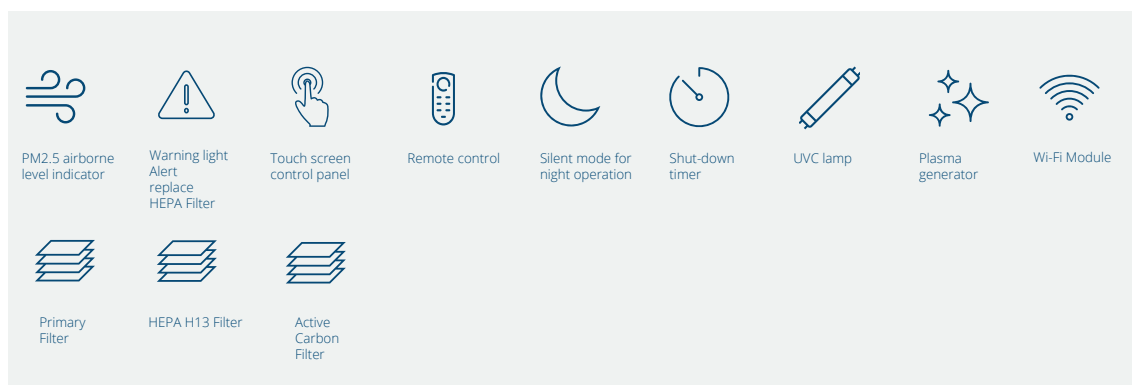 PM2.5 airborne
level indicator
Warning light
Alert
replace
HEPA Filter
Touch screen
control panel
Remote control
Silent mode for
night operation
Shut-down
timer
UVC lamp
Plasma
generator
Wi-Fi Module
Primary
Filter
HEPA H13 Filter
Active
Carbon
Filter